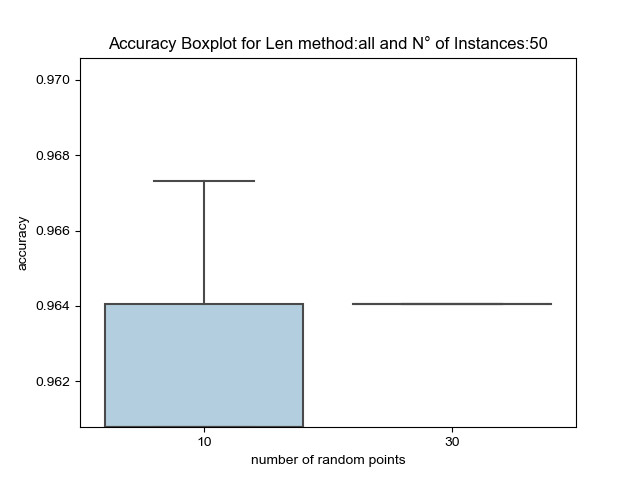 Accuracy Boxplot for Len method:all and N° of Instances:50
0.970
0.968
0.966
0.964
0.962
accuracy
10 30
number of random points